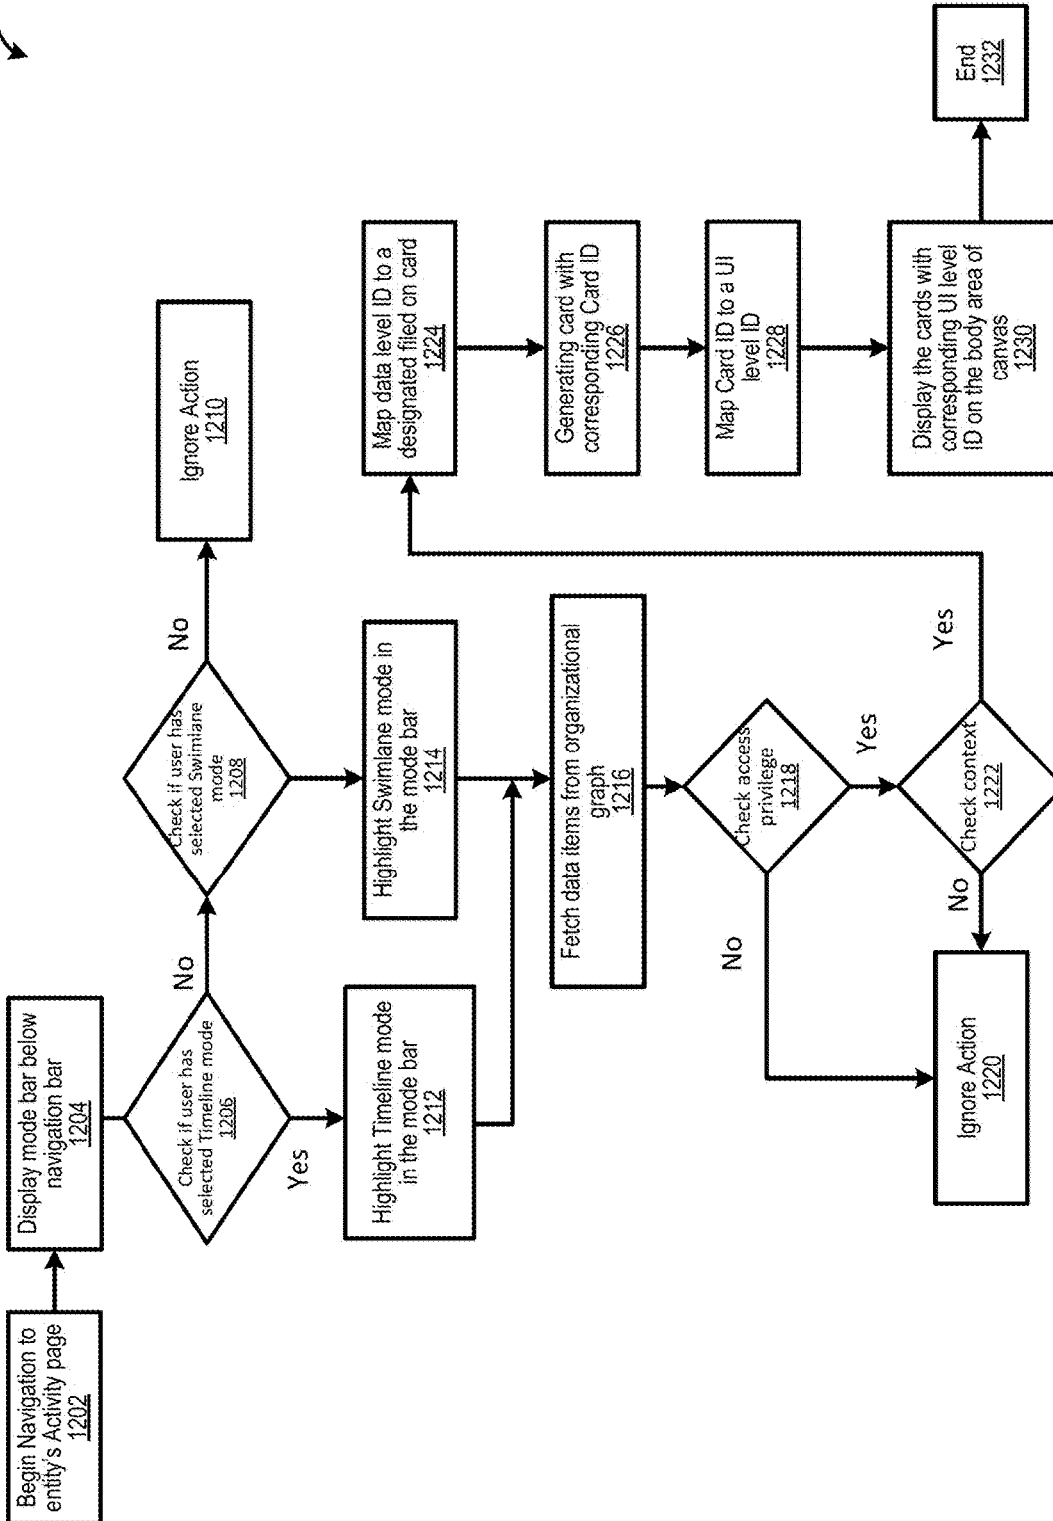 Begin Navigation to
entity's Activity page
1202
Display mode bar below
navigation bar
1204
Check if user has
selected Timeline mode
1206
No
Check if user has
selected Swimlane
mode
1208
No
Ignore Action
1210
Yes
Highlight Timeline mode
in the mode bar
1212
Highlight Swimlane mode in
the mode bar
1214
Fetch data items from organizational
graph
1216
Check access
privilege
1218
No
Yes
Ignore Action
1220
No
Check context
1222
Yes
Map data level ID to a
designated filed on card
1224
Generating card with
corresponding Card ID
1226
Map Card ID to a UI
level ID
1228
Display the cards with
corresponding UI level
ID on the body area of
canvas
1230
End
1232